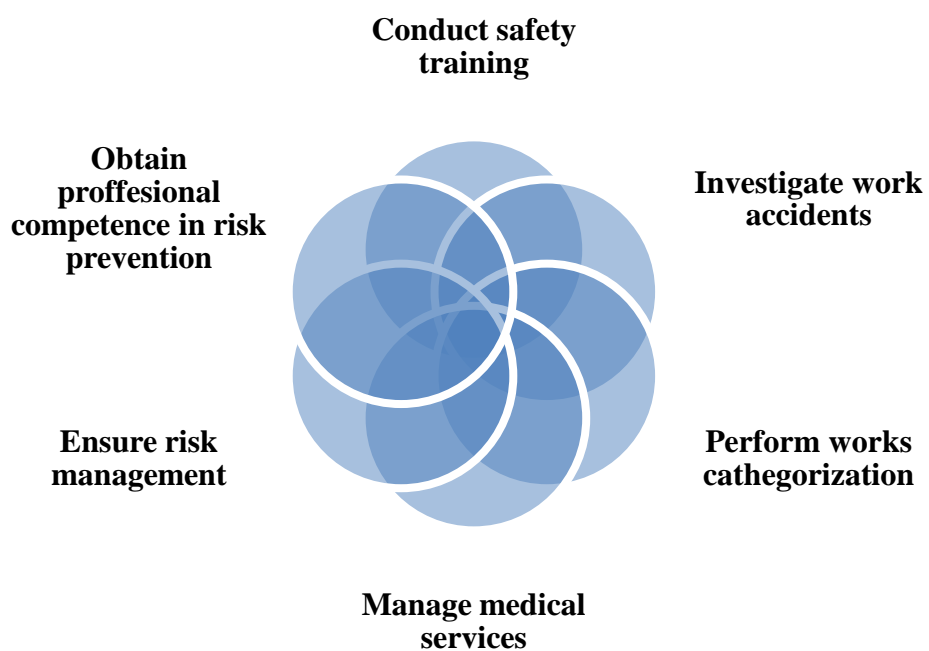 Conduct safety
training
Obtain
proffesional
competence in risk
prevention
Investigate work
accidents
Ensure risk
management
Perform works
cathegorization
Manage medical
services